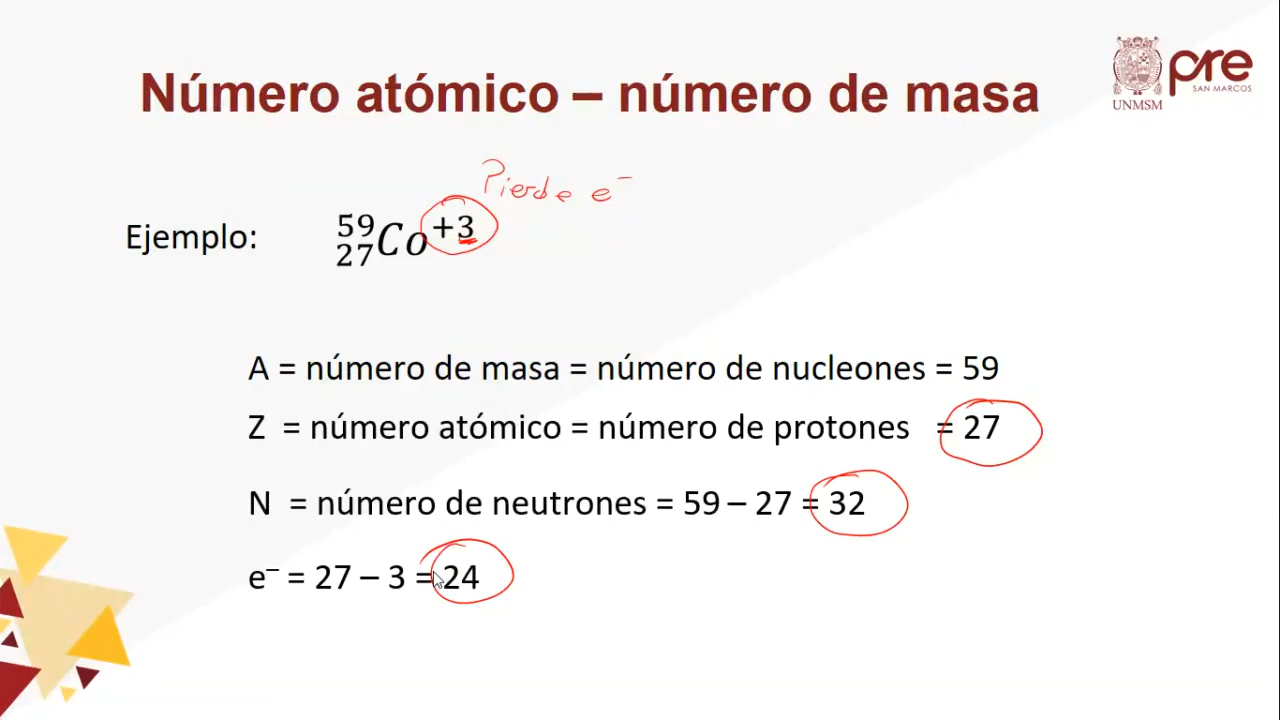 Número atómico – número de masa
UNMSM
pre
SAN MARCOS
Pierde e⁻
Ejemplo: ⁵⁹₂₇Co⁺³
A = número de masa = número de nucleones = 59
Z = número atómico = número de protones = 27
N = número de neutrones = 59 – 27 = 32
e⁻ = 27 – 3 = 24